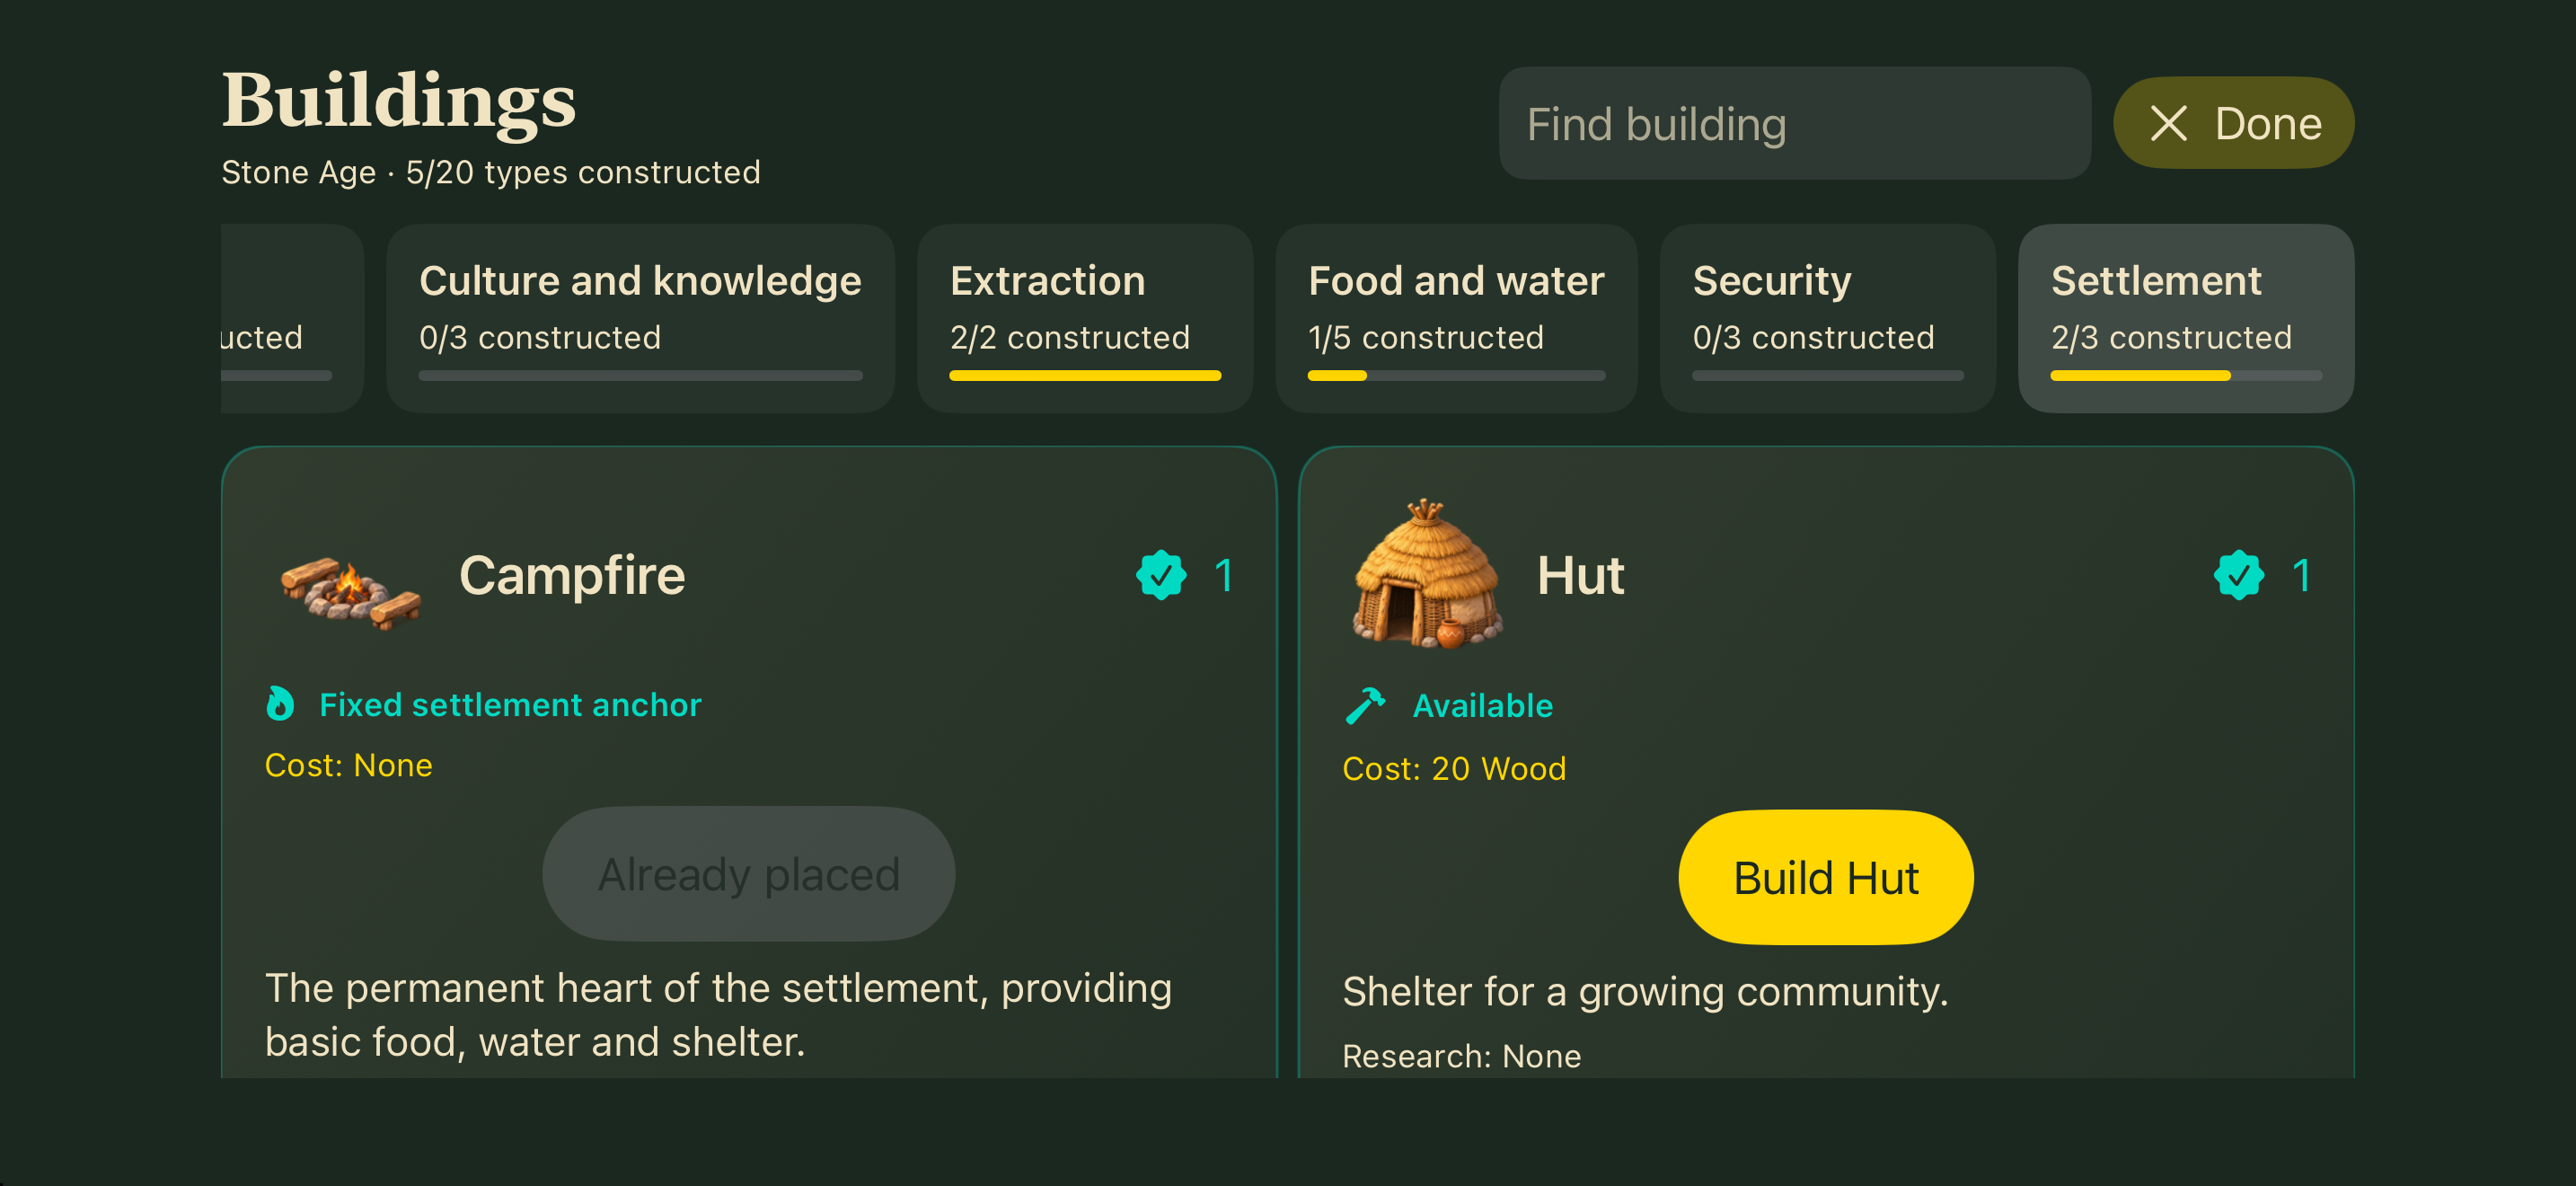 Buildings
Stone Age · 5/20 types constructed
Find building
Done
Culture and knowledge
0/3 constructed
Extraction
2/2 constructed
Food and water
1/5 constructed
Security
0/3 constructed
Settlement
2/3 constructed
Campfire
1
Fixed settlement anchor
Cost: None
Already placed
The permanent heart of the settlement, providing
basic food, water and shelter.
Hut
1
Available
Cost: 20 Wood
Build Hut
Shelter for a growing community.
Research: None